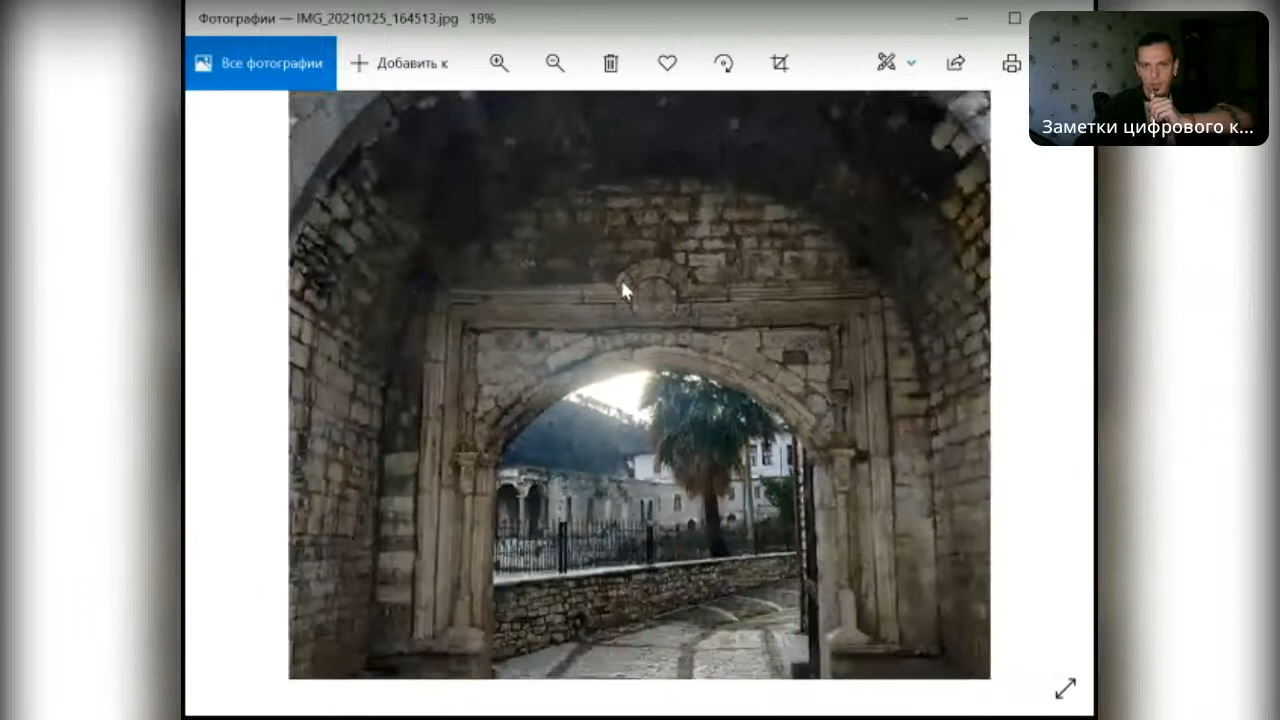 Фотографии — IMG_20210125_164513.jpg 19%
Все фотографии
Добавить к
Заметки цифрового к...